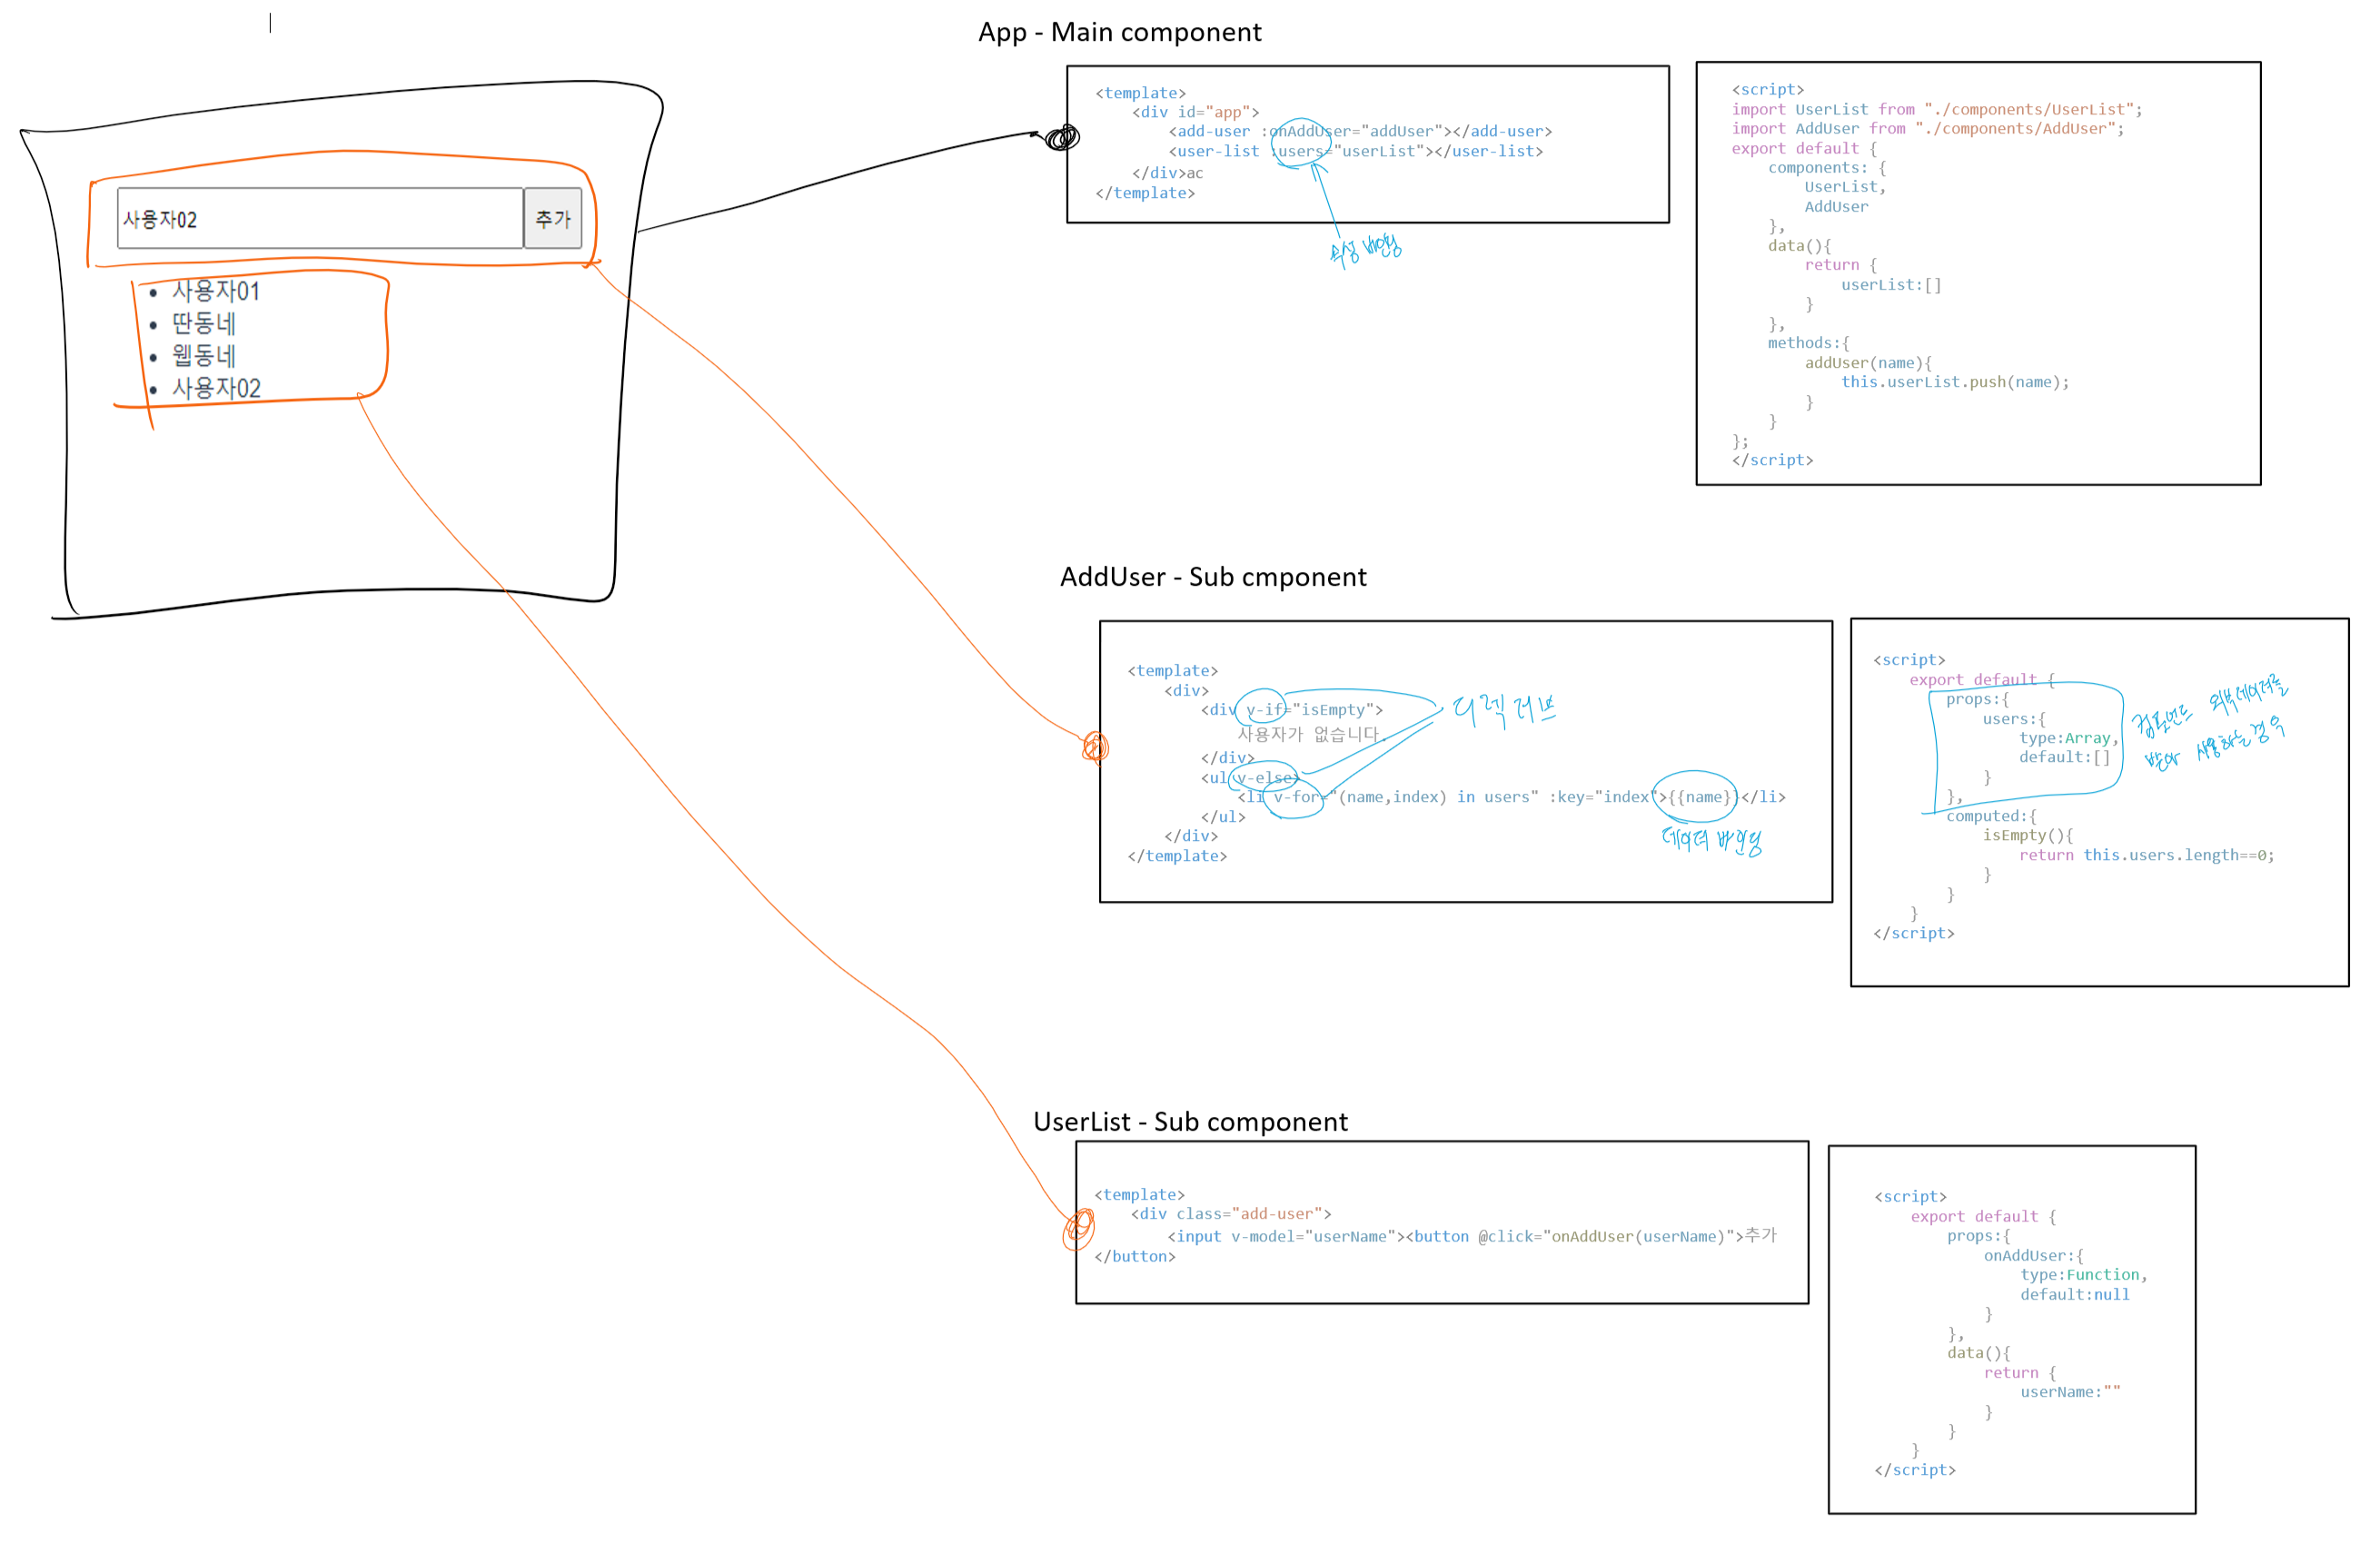 App - Main component
<template>
<div id="app">
<add-user :onAddUser="addUser"></add-user>
<user-list :users="userList"></user-list>
</div>ac
</template>
속성 바인딩
<script>
import UserList from "./components/UserList";
import AddUser from "./components/AddUser";
export default {
components: {
UserList,
AddUser
},
data(){
return {
userList:[]
}
},
methods:{
addUser(name){
this.userList.push(name);
}
}
};
</script>
사용자02
추가
사용자01
딴동네
웹동네
사용자02
AddUser - Sub cmponent
<template>
<div>
<div v-if="isEmpty">
사용자가 없습니다.
</div>
<ul v-else>
<li v-for="(name,index) in users" :key="index">{{name}}</li>
</ul>
</div>
</template>
디렉티브
데이터 바인딩
<script>
export default {
props:{
users:{
type:Array,
default:[]
}
},
computed:{
isEmpty(){
return this.users.length==0;
}
}
}
</script>
컴포넌트 외부데이터를
받아 사용하는 경우
UserList - Sub component
<template>
<div class="add-user">
<input v-model="userName"><button @click="onAddUser(userName)">추가
</button>
<script>
export default {
props:{
onAddUser:{
type:Function,
default:null
}
},
data(){
return {
userName:""
}
}
}
</script>